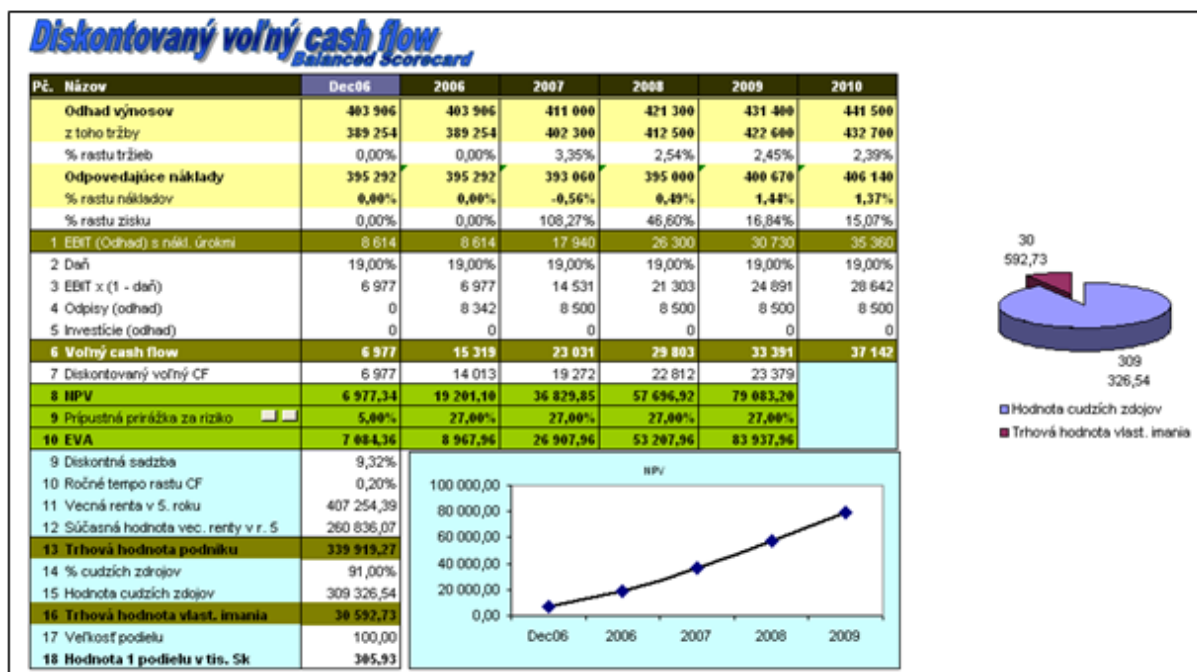 Diskontovaný voľný cash flow
Balanced Scorecard
Pč. Názov Dec06 2006 2007 2008 2009 2010
Odhad výnosov 403 906 403 906 411 000 421 300 431 400 441 500
z toho tržby 389 254 389 254 402 300 412 500 422 600 432 700
% rastu tržieb 0,00% 0,00% 3,35% 2,54% 2,45% 2,39%
Odpovedajúce náklady 395 292 395 292 393 060 395 000 400 670 406 140
% rastu nákladov 0,00% 0,00% -0,56% 0,49% 1,44% 1,37%
% rastu zisku 0,00% 0,00% 108,27% 46,60% 16,84% 15,07%
1 EBIT (Odhad) s nákl. úrokmi 8 614 8 614 17 940 26 300 30 730 35 360
2 Daň 19,00% 19,00% 19,00% 19,00% 19,00% 19,00%
3 EBIT x (1 - daň) 6 977 6 977 14 531 21 303 24 891 28 642
4 Odpisy (odhad) 0 8 342 8 500 8 500 8 500 8 500
5 Investície (odhad) 0 0 0 0 0 0
6 Voľný cash flow 6 977 15 319 23 031 29 803 33 391 37 142
7 Diskontovaný voľný CF 6 977 14 013 19 272 22 812 23 379
8 NPV 6 977,34 19 201,10 36 829,85 57 696,92 79 083,20
9 Prípustná prirážka za riziko 5,00% 27,00% 27,00% 27,00% 27,00%
10 EVA 7 084,36 8 967,96 26 907,96 53 207,96 83 937,96
9 Diskontná sadzba 9,32%
10 Ročné tempo rastu CF 0,20%
11 Vecná renta v 5. roku 407 254,39
12 Súčasná hodnota vec. renty v r. 5 260 836,07
13 Trhová hodnota podniku 339 919,27
14 % cudzích zdrojov 91,00%
15 Hodnota cudzích zdojov 309 326,54
16 Trhová hodnota vlast. imania 30 592,73
17 Veľkosť podielu 100,00
18 Hodnota 1 podielu v tis. Sk 305,93
NPV
100 000,00
80 000,00
60 000,00
40 000,00
20 000,00
0,00
Dec06 2006 2007 2008 2009
30
592,73
309
326,54
Hodnota cudzích zdojov
Trhová hodnota vlast. imania